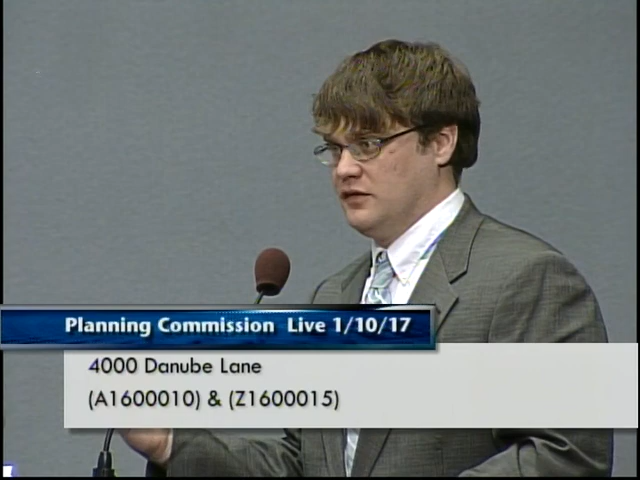 Planning Commission Live 1/10/17
4000 Danube Lane
(A1600010) & (Z1600015)